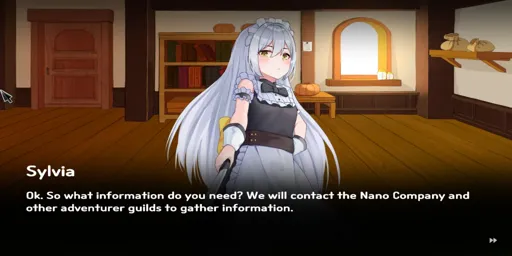 Sylvia
Ok. So what information do you need? We will contact the Nano Company and
other adventurer guilds to gather information.